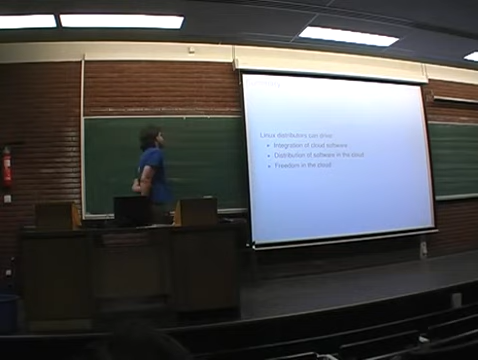 Linux distributors can drive:
• Integration of cloud software
• Distribution of software in the cloud
• Freedom in the cloud